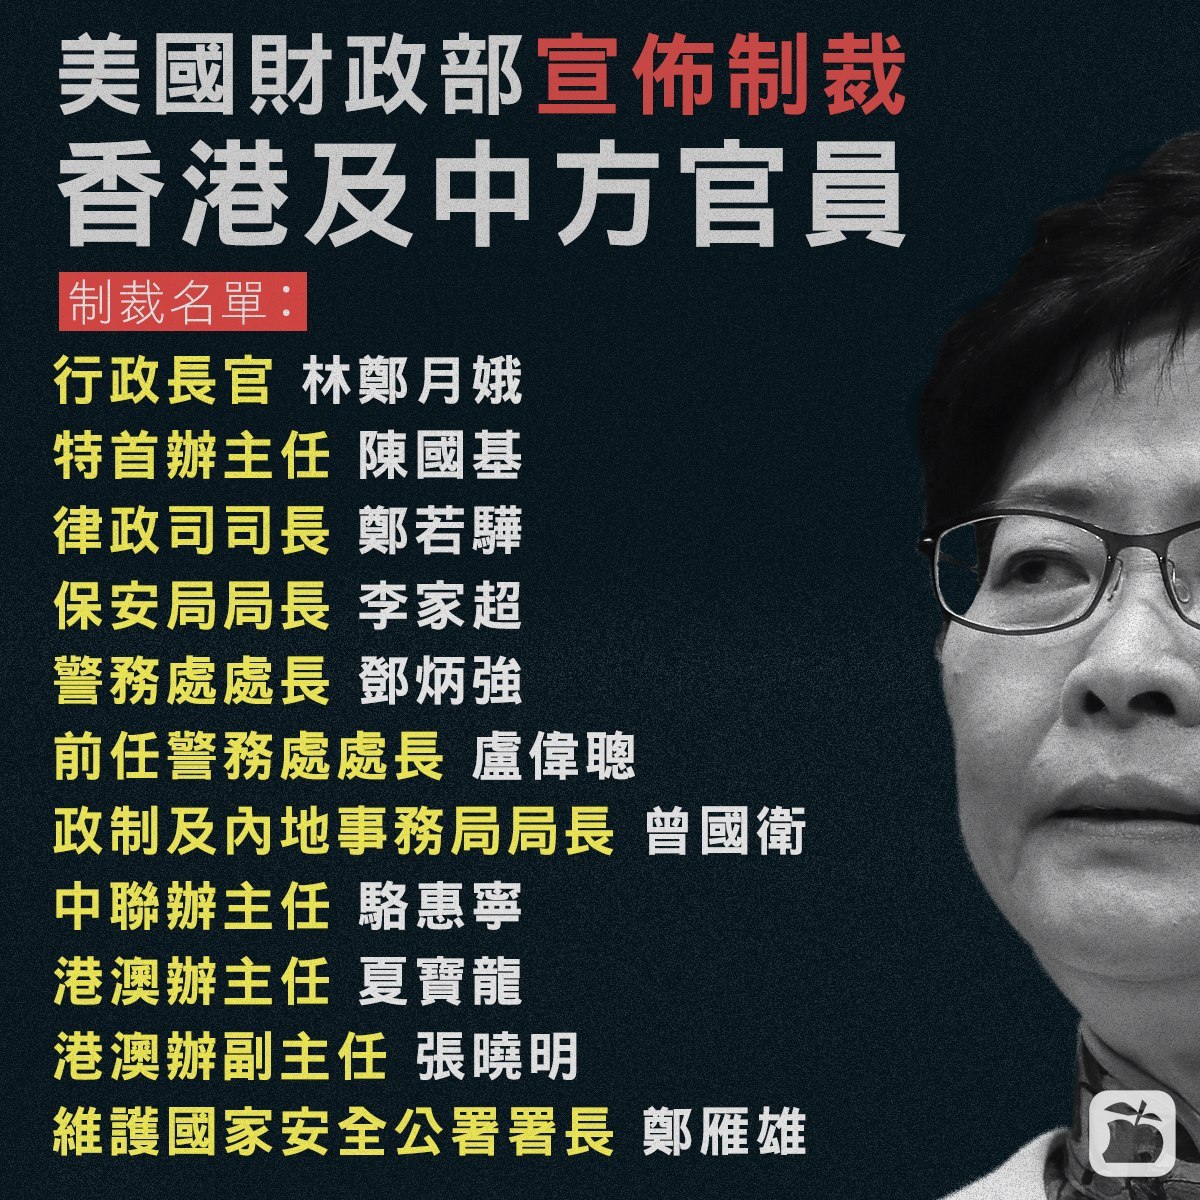 美國財政部宣佈制裁
香港及中方官員
制裁名單：
行政長官 林鄭月娥
特首辦主任 陳國基
律政司司長 鄭若驊
保安局局長 李家超
警務處處長 鄧炳強
前任警務處處長 盧偉聰
政制及內地事務局局長 曾國衛
中聯辦主任 駱惠寧
港澳辦主任 夏寶龍
港澳辦副主任 張曉明
維護國家安全公署署長 鄭雁雄